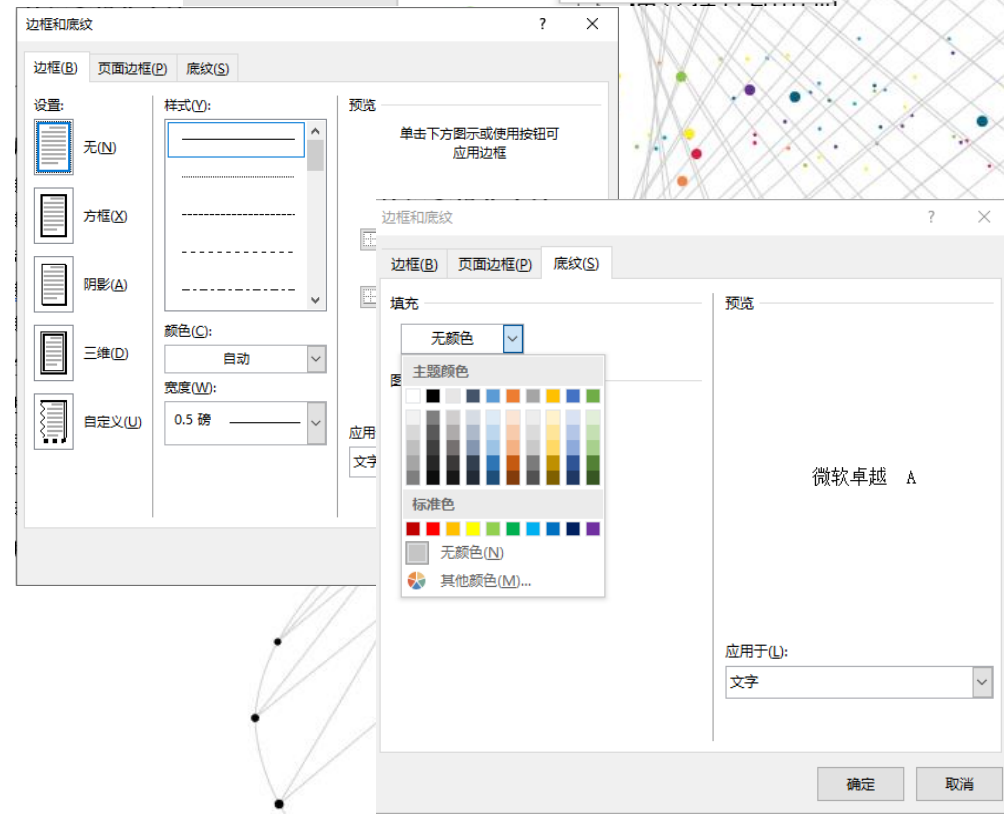 边框和底纹 ? ×
边框(B) 页面边框(P) 底纹(S)
设置:
无(N)
方框(X)
阴影(A)
三维(D)
自定义(U)
样式(Y):
颜色(C):
自动
宽度(W):
0.5 磅
预览
单击下方图示或使用按钮可
应用边框
应用
文字
边框和底纹 ? ×
边框(B) 页面边框(P) 底纹(S)
填充
无颜色
主题颜色
标准色
无颜色(N)
其他颜色(M)...
预览
微软卓越 A
应用于(L):
文字
确定 取消